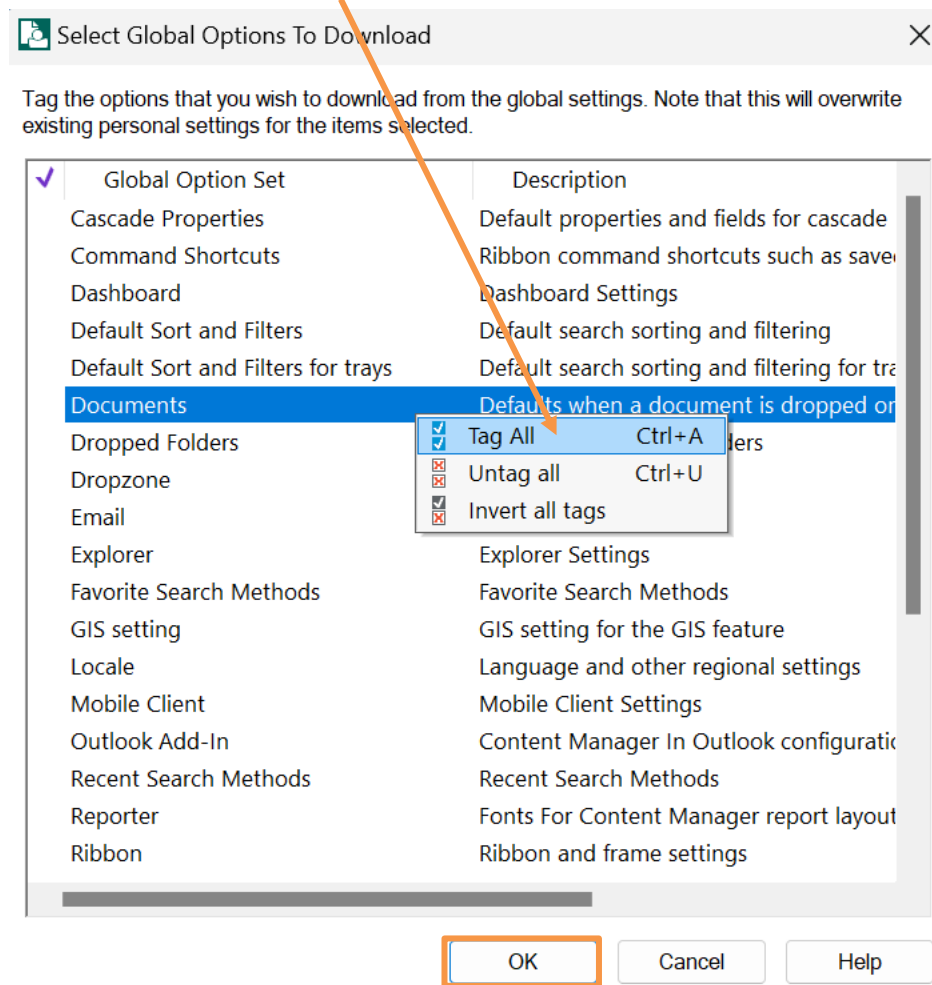 Select Global Options To Download
Tag the options that you wish to download from the global settings. Note that this will overwrite
existing personal settings for the items selected.
Global Option Set Description
Cascade Properties Default properties and fields for cascade
Command Shortcuts Ribbon command shortcuts such as save
Dashboard Dashboard Settings
Default Sort and Filters Default search sorting and filtering
Default Sort and Filters for trays Default search sorting and filtering for tra
Documents Defaults when a document is dropped or
Dropped Folders ders
Tag All Ctrl+A
Dropzone
Untag all Ctrl+U
Email
Invert all tags
Explorer Explorer Settings
Favorite Search Methods Favorite Search Methods
GIS setting GIS setting for the GIS feature
Locale Language and other regional settings
Mobile Client Mobile Client Settings
Outlook Add-In Content Manager In Outlook configuratio
Recent Search Methods Recent Search Methods
Reporter Fonts For Content Manager report layout
Ribbon Ribbon and frame settings
OK Cancel Help